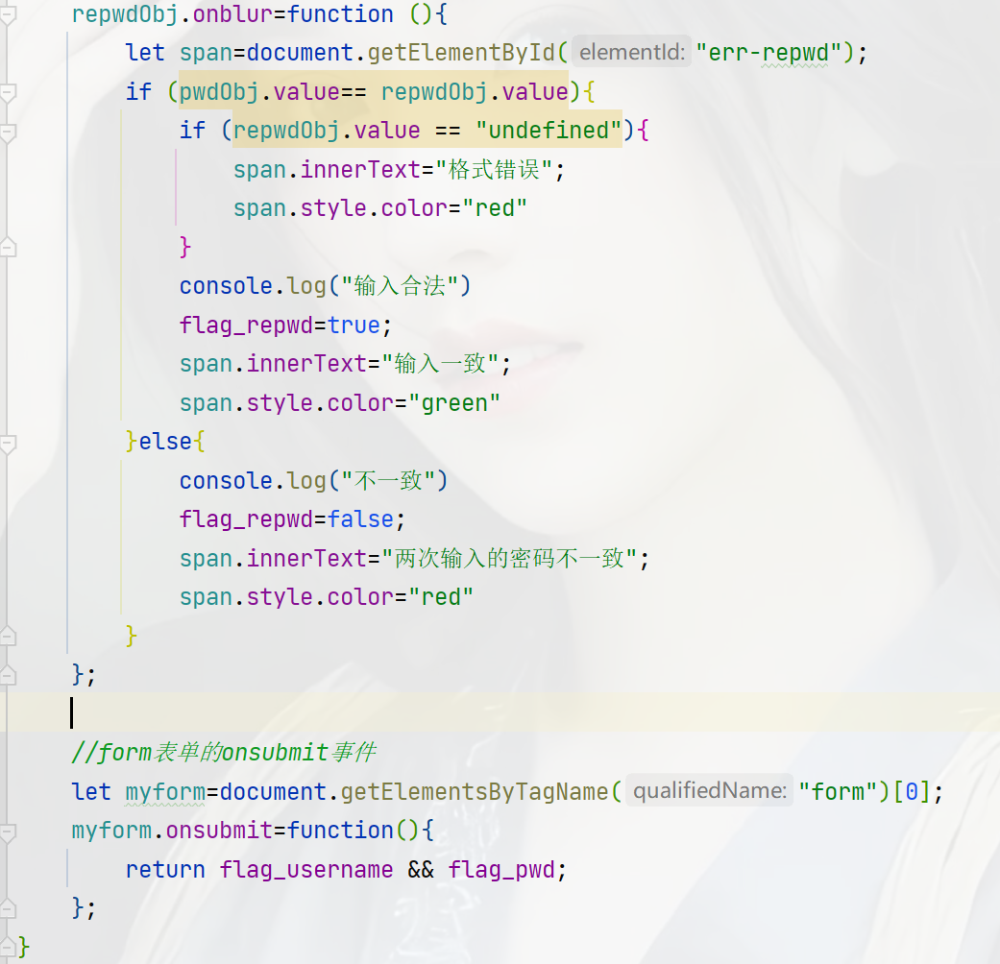 repwdObj.onblur=function (){
let span=document.getElementById( elementId: "err-repwd");
if (pwdObj.value== repwdObj.value){
if (repwdObj.value == "undefined"){
span.innerText="格式错误";
span.style.color="red"
}
console.log("输入合法")
flag_repwd=true;
span.innerText="输入一致";
span.style.color="green"
}else{
console.log("不一致")
flag_repwd=false;
span.innerText="两次输入的密码不一致";
span.style.color="red"
}
};
//form表单的onsubmit事件
let myform=document.getElementsByTagName( qualifiedName: "form")[0];
myform.onsubmit=function(){
return flag_username && flag_pwd;
};
}